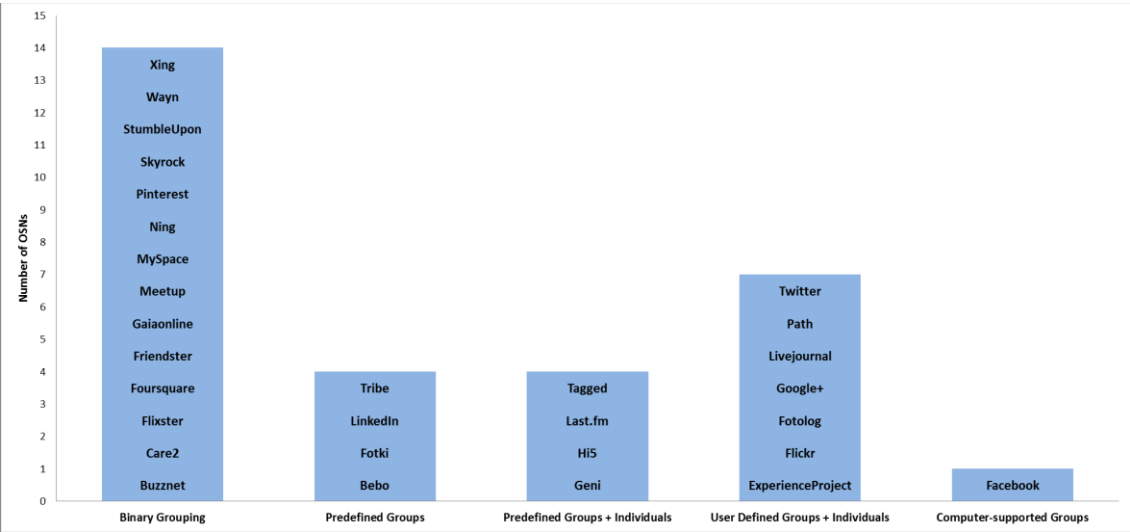 Number of OSNs
15
14
13
12
11
10
9
8
7
6
5
4
3
2
1
0
Xing
Wayn
StumbleUpon
Skyrock
Pinterest
Ning
MySpace
Meetup
Gaiaonline
Friendster
Foursquare
Flixster
Care2
Buzznet
Tribe
LinkedIn
Fotki
Bebo
Tagged
Last.fm
Hi5
Geni
Twitter
Path
Livejournal
Google+
Fotolog
Flickr
ExperienceProject
Facebook
Binary Grouping
Predefined Groups
Predefined Groups + Individuals
User Defined Groups + Individuals
Computer-supported Groups